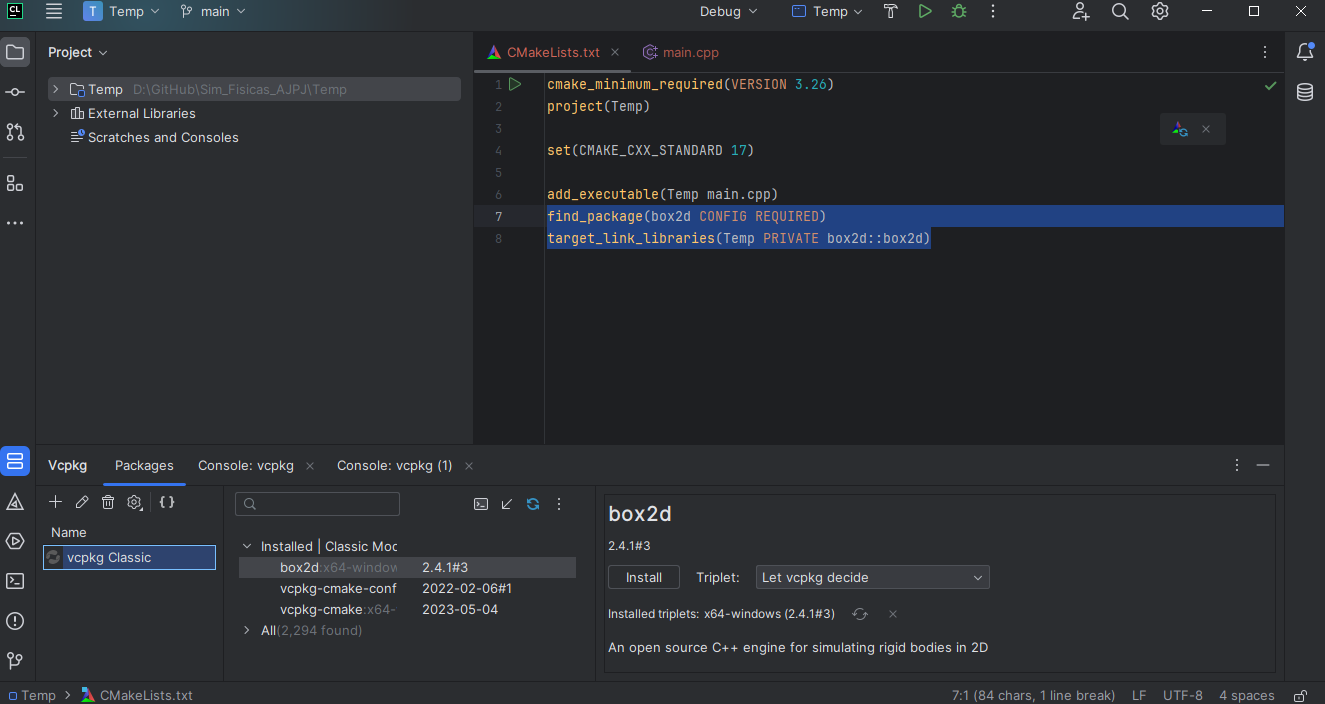 CL
T Temp main Debug Temp
Project
CMakeLists.txt main.cpp
Temp D:\GitHub\Sim_Fisicas_AJPJ\Temp
External Libraries
Scratches and Consoles
1 cmake_minimum_required(VERSION 3.26)
2 project(Temp)
3
4 set(CMAKE_CXX_STANDARD 17)
5
6 add_executable(Temp main.cpp)
7 find_package(box2d CONFIG REQUIRED)
8 target_link_libraries(Temp PRIVATE box2d::box2d)
Vcpkg Packages Console: vcpkg Console: vcpkg (1)
Name
vcpkg Classic
Installed | Classic Moc
box2d:x64-window 2.4.1#3
vcpkg-cmake-conf 2022-02-06#1
vcpkg-cmake:x64- 2023-05-04
All(2,294 found)
box2d
2.4.1#3
Install Triplet: Let vcpkg decide
Installed triplets: x64-windows (2.4.1#3)
An open source C++ engine for simulating rigid bodies in 2D
Temp CMakeLists.txt 7:1 (84 chars, 1 line break) LF UTF-8 4 spaces